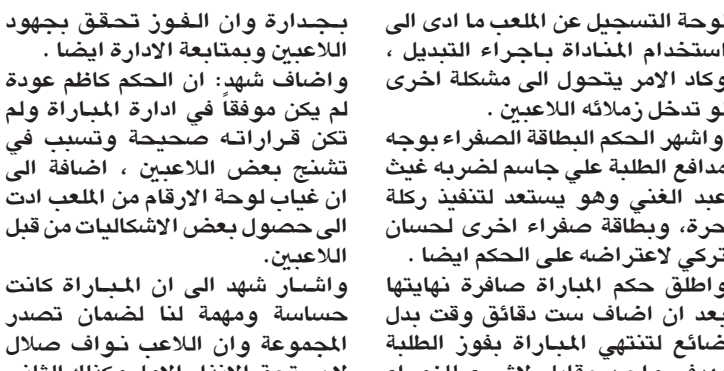 لوحة التسجيل عن الملعب ما ادى الى
استخدام المناداة باجراء التبديل ،
وكاد الامر يتحول الى مشكلة اخرى
لو تدخل زملائه اللاعبين .
واشهر الحكم البطاقة الصفراء بوجه
مدافع الطلبة علي جاسم لضربه غيث
عبد الغني وهو يستعد لتنفيذ ركلة
حرة، وبطاقة صفراء اخرى لحسان
تركي لاعتراضه على الحكم ايضا .
واطلق حكم المباراة صافرة نهايتها
بعد ان اضاف ست دقائق وقت بدل
ضائع لتنتهي المباراة بفوز الطلبة
بجدارة وان الفوز تحقق بجهود
اللاعبين وبمتابعة الادارة ايضا .
واضاف شهد: ان الحكم كاظم عودة
لم يكن موفقاً في ادارة المباراة ولم
تكن قراراته صحيحة وتسبب في
تشنج بعض اللاعبين ، اضافة الى
ان غياب لوحة الارقام من الملعب ادت
الى حصول بعض الاشكاليات من قبل
اللاعبين.
واشار شهد الى ان المباراة كانت
حساسة ومهمة لنا لضمان تصدر
المجموعة وان اللاعب نواف صلال